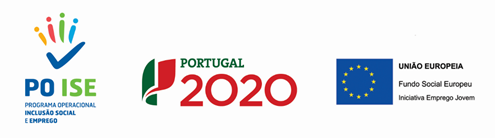 PO ISE
PROGRAMA OPERACIONAL
INCLUSÃO SOCIAL
E EMPREGO
PORTUGAL
2020
UNIÃO EUROPEIA
Fundo Social Europeu
Iniciativa Emprego Jovem